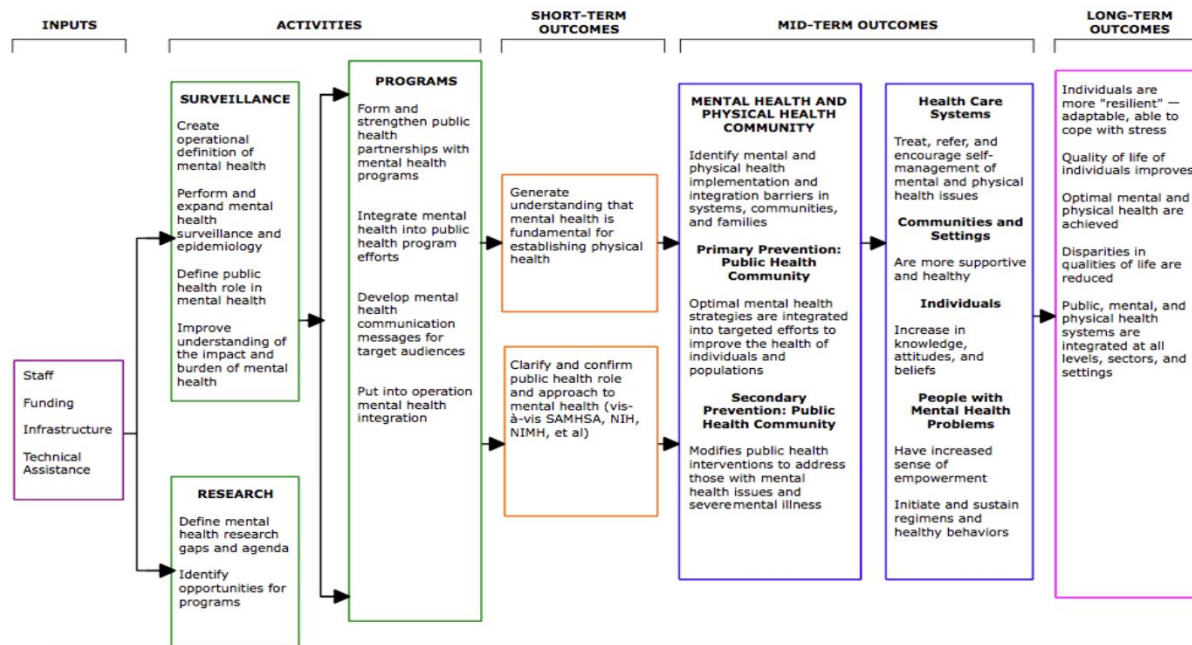 INPUTS
ACTIVITIES
SHORT-TERM
OUTCOMES
MID-TERM OUTCOMES
LONG-TERM
OUTCOMES
Staff
Funding
Infrastructure
Technical
Assistance
SURVEILLANCE
Create
operational
definition of
mental health
Perform and
expand mental
health
surveillance and
epidemiology
Define public
health role in
mental health
Improve
understanding of
the impact and
burden of mental
health
RESEARCH
Define mental
health research
gaps and agenda
Identify
opportunities for
programs
PROGRAMS
Form and
strengthen public
health
partnerships with
mental health
programs
Integrate mental
health into public
health program
efforts
Develop mental
health
communication
messages for
target audiences
Put into operation
mental health
integration
Generate
understanding that
mental health is
fundamental for
establishing physical
health
Clarify and confirm
public health role
and approach to
mental health (vis-
à-vis SAMHSA, NIH,
NIMH, et al)
MENTAL HEALTH AND
PHYSICAL HEALTH
COMMUNITY
Identify mental and
physical health
implementation and
integration barriers in
systems, communities,
and families
Primary Prevention:
Public Health
Community
Optimal mental health
strategies are integrated
into targeted efforts to
improve the health of
individuals and
populations
Secondary
Prevention: Public
Health Community
Modifies public health
interventions to address
those with mental
health issues and
severemental illness
Health Care
Systems
Treat, refer, and
encourage self-
management of
mental and physical
health issues
Communities and
Settings
Are more supportive
and healthy
Individuals
Increase in
knowledge,
attitudes, and
beliefs
People with
Mental Health
Problems
Have increased
sense of
empowerment
Initiate and sustain
regimens and
healthy behaviors
Individuals are
more "resilient" —
adaptable, able to
cope with stress
Quality of life of
individuals improves
Optimal mental and
physical health are
achieved
Disparities in
qualities of life are
reduced
Public, mental, and
physical health
systems are
integrated at all
levels, sectors, and
settings